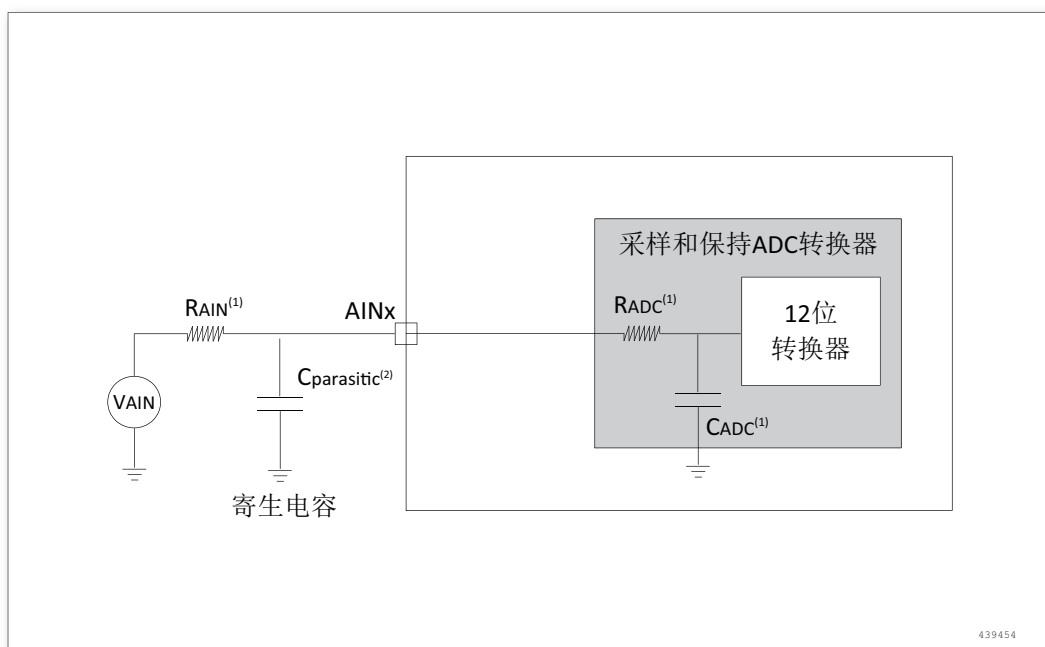 采样和保持ADC转换器
RAIN(1)
AINx
RADC(1)
12位
转换器
Cparasitic(2)
VAIN
CADC(1)
寄生电容
439454